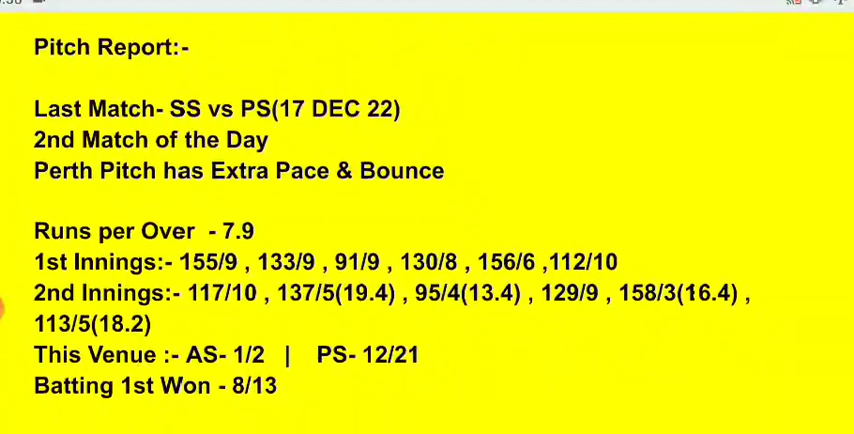 Pitch Report:-
Last Match- SS vs PS(17 DEC 22)
2nd Match of the Day
Perth Pitch has Extra Pace & Bounce
Runs per Over - 7.9
1st Innings:- 155/9 , 133/9 , 91/9 , 130/8 , 156/6 ,112/10
2nd Innings:- 117/10 , 137/5(19.4) , 95/4(13.4) , 129/9 , 158/3(16.4) ,
113/5(18.2)
This Venue :- AS- 1/2 | PS- 12/21
Batting 1st Won - 8/13